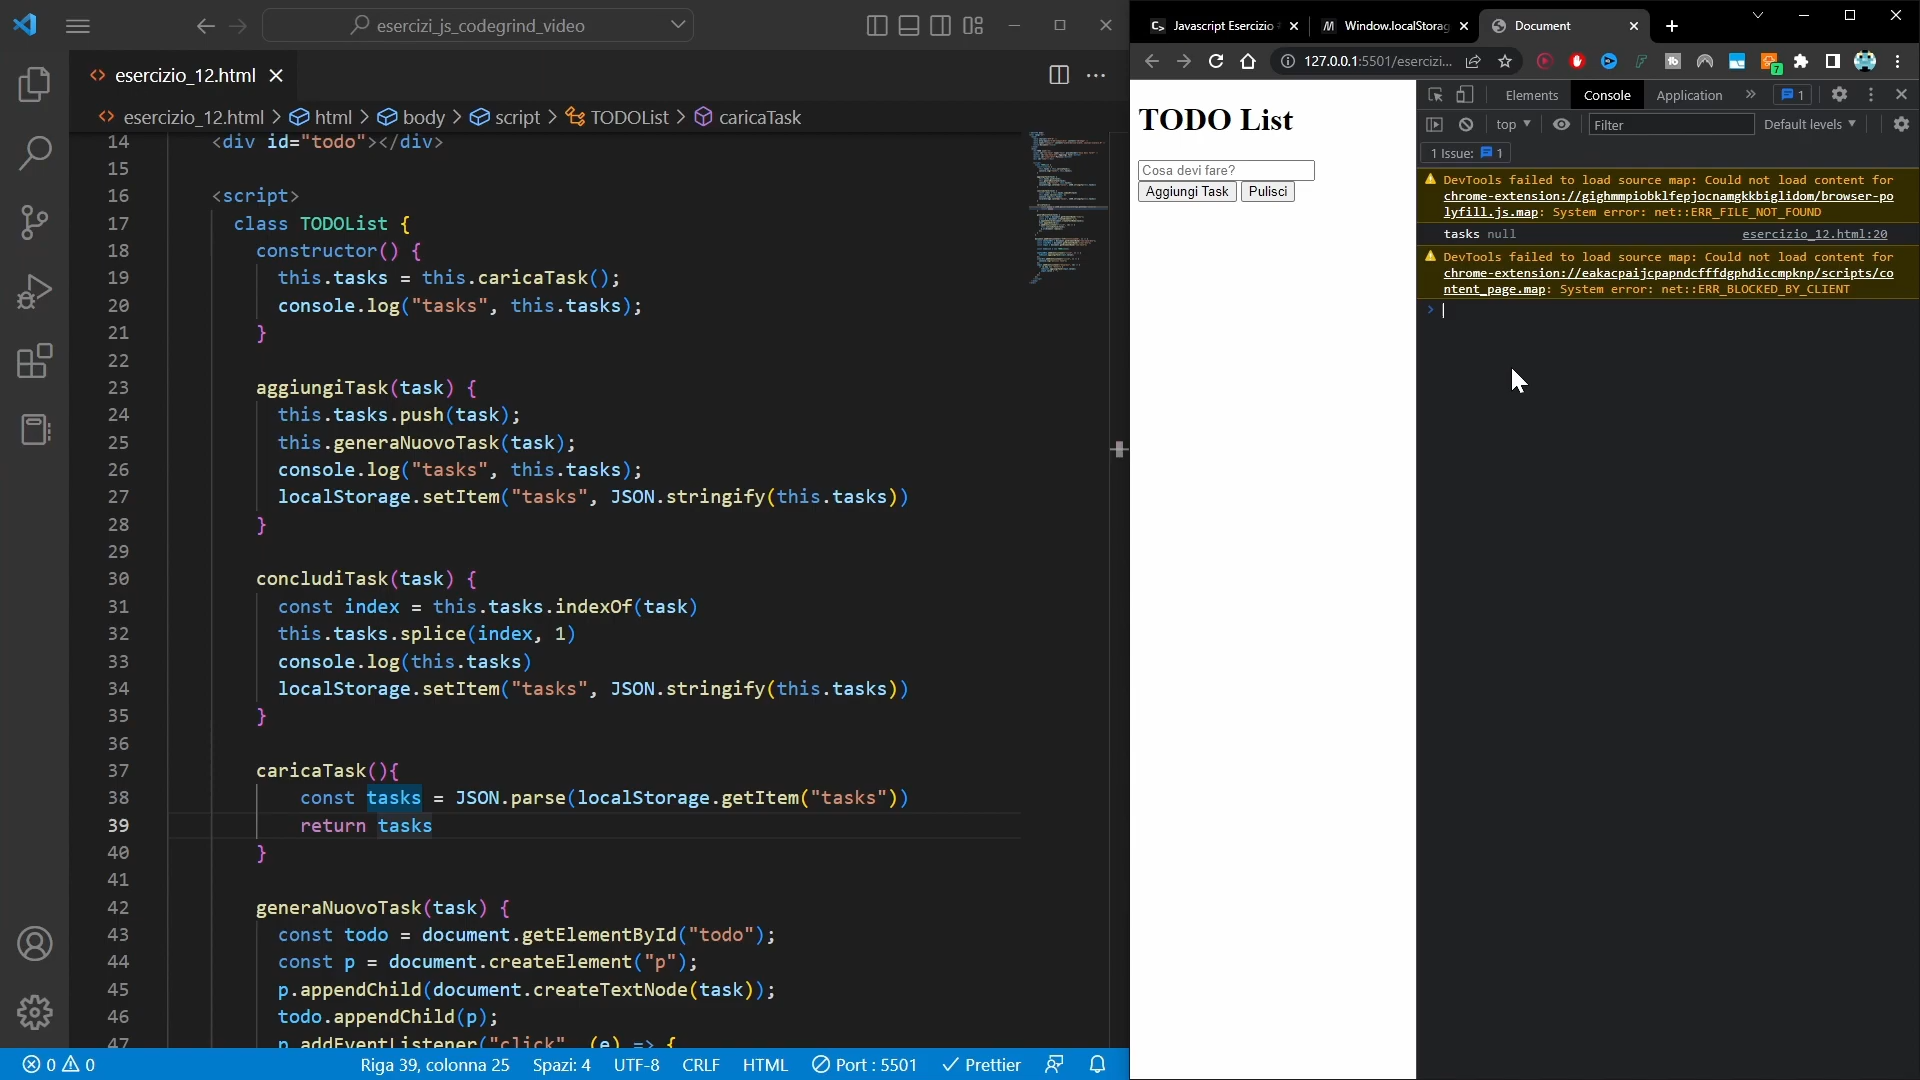 esercizi_js_codegrind_video
esercizio_12.html
esercizio_12.html > html > body > script > TODOList > caricaTask
14 <div id="todo"></div>
15
16 <script>
17 class TODOList {
18 constructor() {
19 this.tasks = this.caricaTask();
20 console.log("tasks", this.tasks);
21 }
22
23 aggiungiTask(task) {
24 this.tasks.push(task);
25 this.generaNuovoTask(task);
26 console.log("tasks", this.tasks);
27 localStorage.setItem("tasks", JSON.stringify(this.tasks))
28 }
29
30 concludiTask(task) {
31 const index = this.tasks.indexOf(task)
32 this.tasks.splice(index, 1)
33 console.log(this.tasks)
34 localStorage.setItem("tasks", JSON.stringify(this.tasks))
35 }
36
37 caricaTask(){
38 const tasks = JSON.parse(localStorage.getItem("tasks"))
39 return tasks
40 }
41
42 generaNuovoTask(task) {
43 const todo = document.getElementById("todo");
44 const p = document.createElement("p");
45 p.appendChild(document.createTextNode(task));
46 todo.appendChild(p);
47 p.addEventListener("click", (e) => {
0 0 Riga 39, colonna 25 Spazi: 4 UTF-8 CRLF HTML Port : 5501 Prettier
Javascript Esercizio Window.localStorag Document
127.0.0.1:5501/esercizi...
7
TODO List
Cosa devi fare?
Aggiungi Task Pulisci
Elements Console Application » 1
top Filter Default levels
1 Issue: 1
DevTools failed to load source map: Could not load content for
chrome-extension://gighmmpiobklfepjocnamgkkbiglidom/browser-po
lyfill.js.map: System error: net::ERR_FILE_NOT_FOUND
tasks null esercizio_12.html:20
DevTools failed to load source map: Could not load content for
chrome-extension://eakacpaijcpapndcfffdgphdiccmpknp/scripts/co
ntent_page.map: System error: net::ERR_BLOCKED_BY_CLIENT